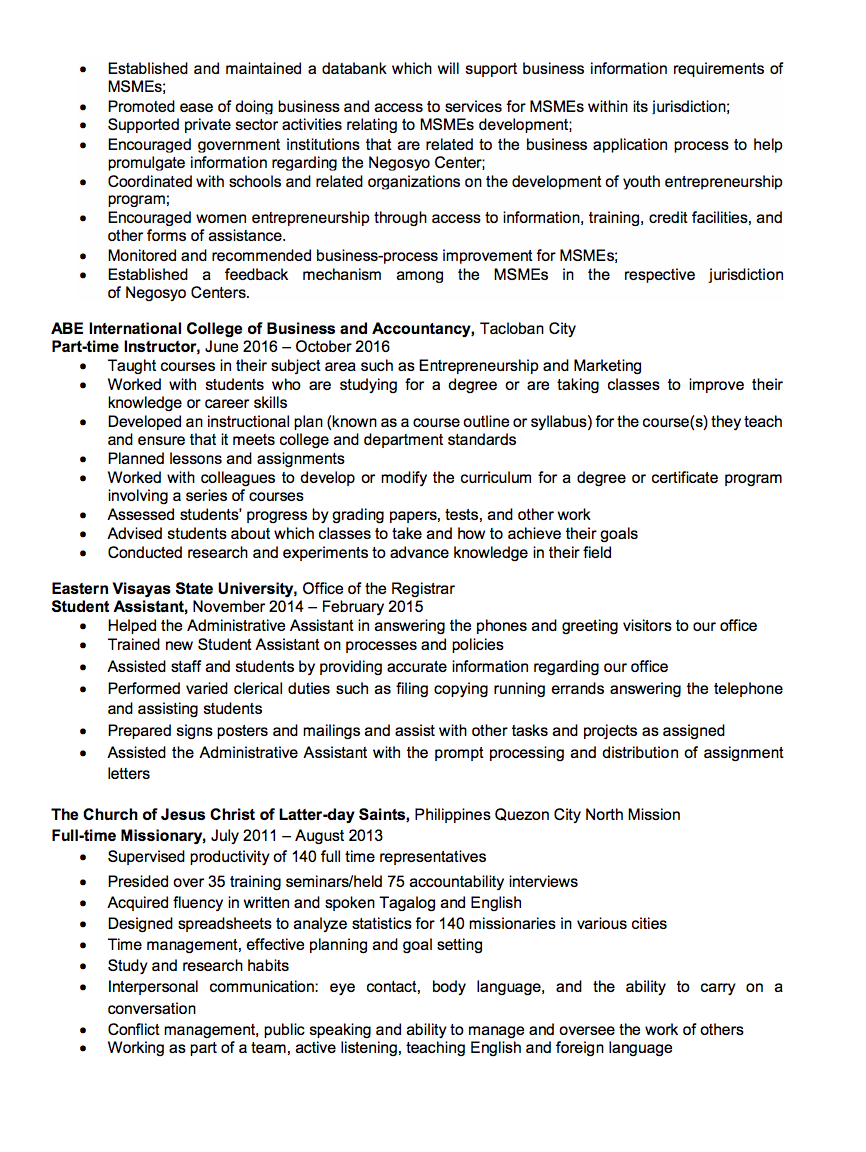 • Established and maintained a databank which will support business information requirements of
MSMEs;
• Promoted ease of doing business and access to services for MSMEs within its jurisdiction;
• Supported private sector activities relating to MSMEs development;
• Encouraged government institutions that are related to the business application process to help
promulgate information regarding the Negosyo Center;
• Coordinated with schools and related organizations on the development of youth entrepreneurship
program;
• Encouraged women entrepreneurship through access to information, training, credit facilities, and
other forms of assistance.
• Monitored and recommended business-process improvement for MSMEs;
• Established a feedback mechanism among the MSMEs in the respective jurisdiction
of Negosyo Centers.
ABE International College of Business and Accountancy, Tacloban City
Part-time Instructor, June 2016 – October 2016
• Taught courses in their subject area such as Entrepreneurship and Marketing
• Worked with students who are studying for a degree or are taking classes to improve their
knowledge or career skills
• Developed an instructional plan (known as a course outline or syllabus) for the course(s) they teach
and ensure that it meets college and department standards
• Planned lessons and assignments
• Worked with colleagues to develop or modify the curriculum for a degree or certificate program
involving a series of courses
• Assessed students' progress by grading papers, tests, and other work
• Advised students about which classes to take and how to achieve their goals
• Conducted research and experiments to advance knowledge in their field
Eastern Visayas State University, Office of the Registrar
Student Assistant, November 2014 – February 2015
• Helped the Administrative Assistant in answering the phones and greeting visitors to our office
• Trained new Student Assistant on processes and policies
• Assisted staff and students by providing accurate information regarding our office
• Performed varied clerical duties such as filing copying running errands answering the telephone
and assisting students
• Prepared signs posters and mailings and assist with other tasks and projects as assigned
• Assisted the Administrative Assistant with the prompt processing and distribution of assignment
letters
The Church of Jesus Christ of Latter-day Saints, Philippines Quezon City North Mission
Full-time Missionary, July 2011 – August 2013
• Supervised productivity of 140 full time representatives
• Presided over 35 training seminars/held 75 accountability interviews
• Acquired fluency in written and spoken Tagalog and English
• Designed spreadsheets to analyze statistics for 140 missionaries in various cities
• Time management, effective planning and goal setting
• Study and research habits
• Interpersonal communication: eye contact, body language, and the ability to carry on a
conversation
• Conflict management, public speaking and ability to manage and oversee the work of others
• Working as part of a team, active listening, teaching English and foreign language